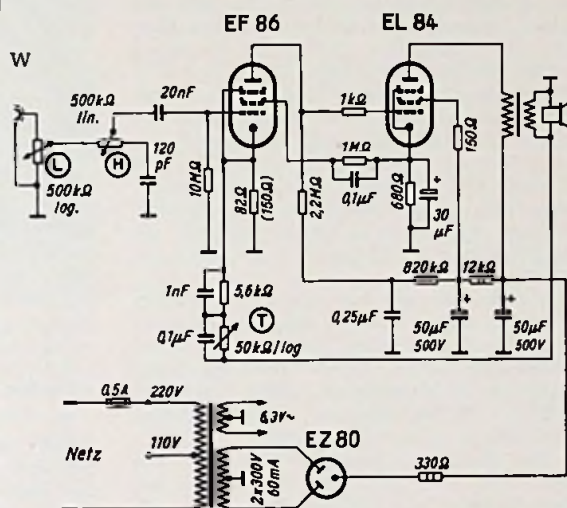 EF 86
EL 84
W
500kΩ
lin.
20nF
L
H
120
pF
500kΩ
log.
10MΩ
82Ω
(150Ω)
1kΩ
1MΩ
0,1µF
2,2MΩ
680Ω
+
30
µF
150Ω
1nF
5,6kΩ
0,1µF
T
50kΩ/log
0,25µF
820kΩ
12kΩ
+
50µF
500V
+
50µF
500V
0,5A
220V
110V
Netz
6,3V~
2x300V
60mA
EZ 80
330Ω